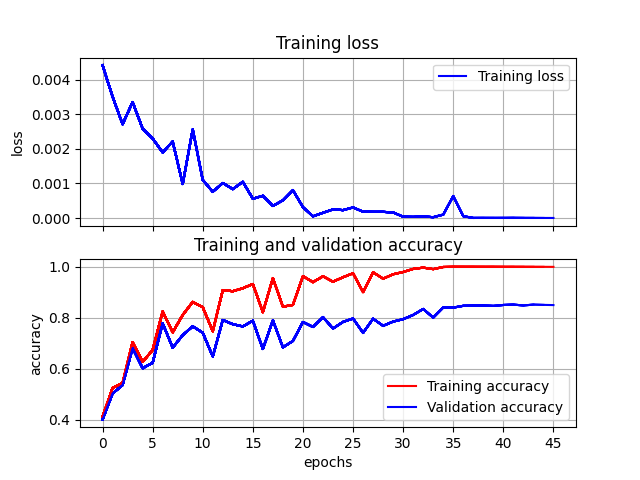 Training loss
0.004
0.003
0.002
0.001
0.000
loss
Training loss
Training and validation accuracy
1.0
0.8
0.6
0.4
accuracy
Training accuracy
Validation accuracy
0 5 10 15 20 25 30 35 40 45
epochs